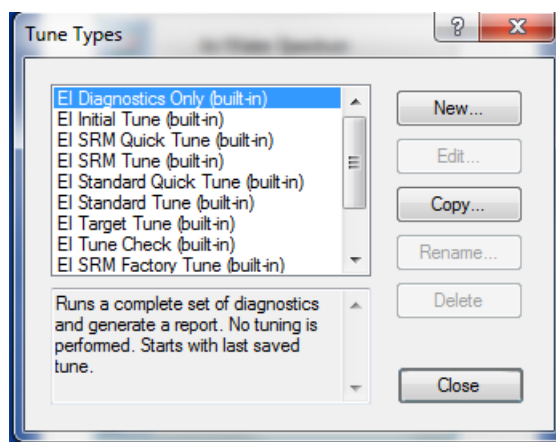 Tune Types
EI Diagnostics Only (built-in)
EI Initial Tune (built-in)
EI SRM Quick Tune (built-in)
EI SRM Tune (built-in)
EI Standard Quick Tune (built-in)
EI Standard Tune (built-in)
EI Target Tune (built-in)
EI Tune Check (built-in)
EI SRM Factory Tune (built-in)
New...
Edit...
Copy...
Rename...
Delete
Runs a complete set of diagnostics
and generate a report. No tuning is
performed. Starts with last saved
tune.
Close